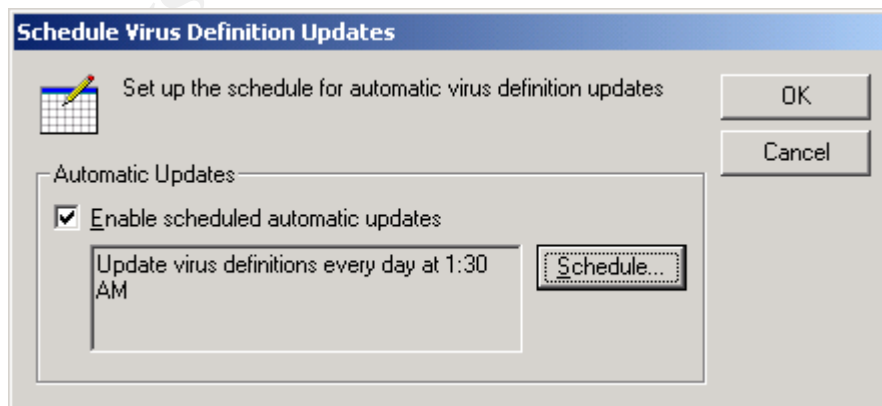 Schedule Virus Definition Updates
Set up the schedule for automatic virus definition updates
OK
Cancel
Automatic Updates
Enable scheduled automatic updates
Update virus definitions every day at 1:30
AM
Schedule...